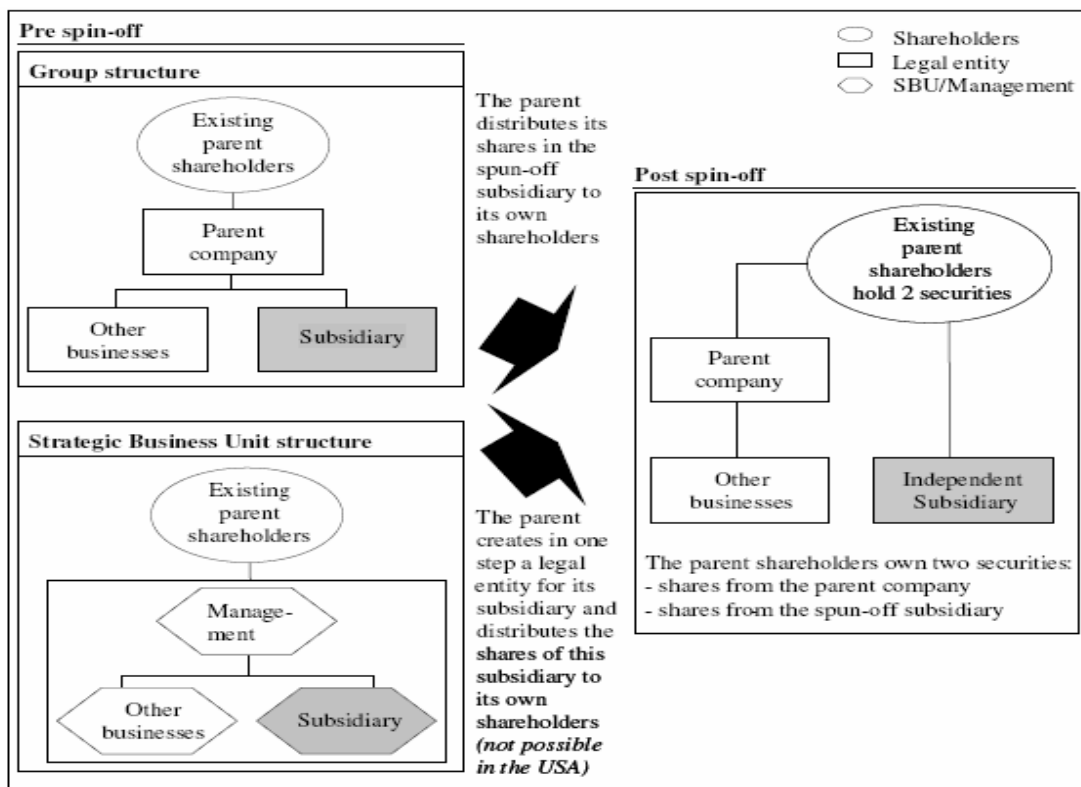 Pre spin-off
Shareholders
Legal entity
SBU/Management
Group structure
Existing
parent
shareholders
Parent
company
Other
businesses
Subsidiary
The parent
distributes its
shares in the
spun-off
subsidiary to
its own
shareholders
Strategic Business Unit structure
Existing
parent
shareholders
Manage-
ment
Other
businesses
Subsidiary
The parent
creates in one
step a legal
entity for its
subsidiary and
distributes the
shares of this
subsidiary to
its own
shareholders
(not possible
in the USA)
Post spin-off
Existing
parent
shareholders
hold 2 securities
Parent
company
Other
businesses
Independent
Subsidiary
The parent shareholders own two securities:
- shares from the parent company
- shares from the spun-off subsidiary